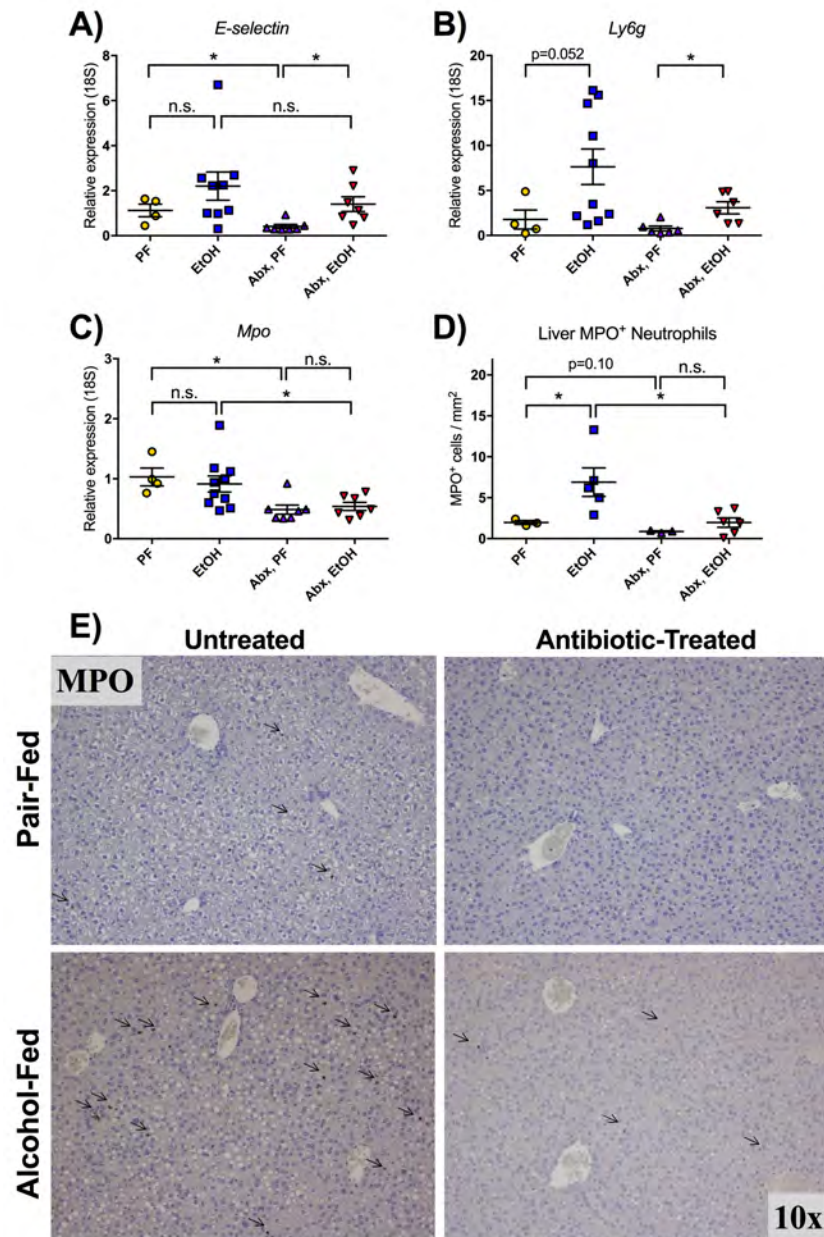 A)
E-selectin
Relative expression (18S)
8
6
4
2
0
*
*
n.s.
n.s.
PF
EtOH
Abx, PF
Abx, EtOH
B)
Ly6g
Relative expression (18S)
20
15
10
5
0
p=0.052
*
PF
EtOH
Abx, PF
Abx, EtOH
C)
Mpo
Relative expression (18S)
3
2
1
0
*
n.s.
n.s.
*
PF
EtOH
Abx, PF
Abx, EtOH
D)
Liver MPO⁺ Neutrophils
MPO⁺ cells / mm²
20
15
10
5
0
p=0.10
n.s.
*
*
PF
EtOH
Abx, PF
Abx, EtOH
E)
Untreated
Antibiotic-Treated
Pair-Fed
MPO
Alcohol-Fed
10x